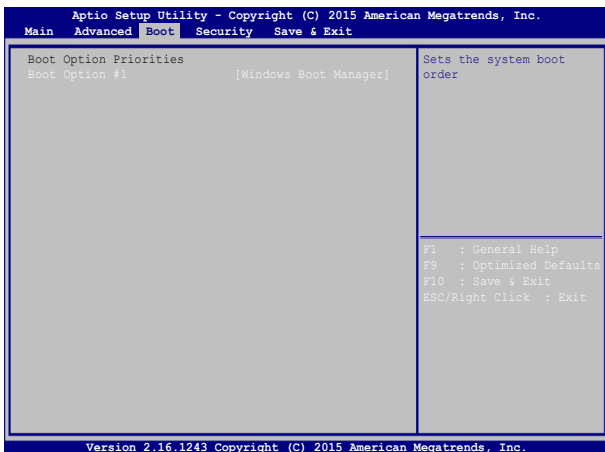 Aptio Setup Utility - Copyright (C) 2015 American Megatrends, Inc.
Main Advanced Boot Security Save & Exit
Boot Option Priorities
Boot Option #1 [Windows Boot Manager]
Sets the system boot
order
F1 : General Help
F9 : Optimized Defaults
F10 : Save & Exit
ESC/Right Click : Exit
Version 2.16.1243 Copyright (C) 2015 American Megatrends, Inc.